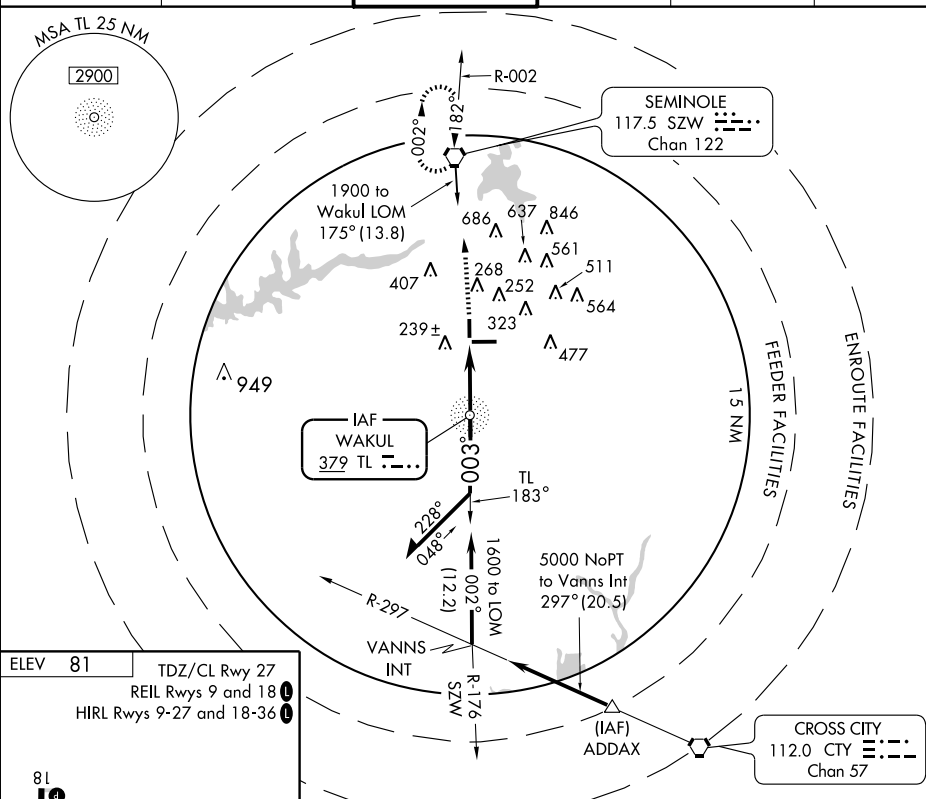 MSA TL 25 NM
2900
R-002
002°
182°
SEMINOLE
117.5 SZW
Chan 122
1900 to
Wakul LOM
175° (13.8)
686
637
846
561
407
268
252
511
564
323
239±
477
949
15 NM
FEEDER FACILITIES
ENROUTE FACILITIES
IAF
WAKUL
379 TL
003°
TL
183°
228°
048°
1600 to LOM
002°
(12.2)
5000 NoPT
to Vanns Int
297° (20.5)
R-297
VANNS
INT
R-176
SZW
(IAF)
ADDAX
CROSS CITY
112.0 CTY
Chan 57
ELEV 81
TDZ/CL Rwy 27
REIL Rwys 9 and 18 L
HIRL Rwys 9-27 and 18-36 L
18
P